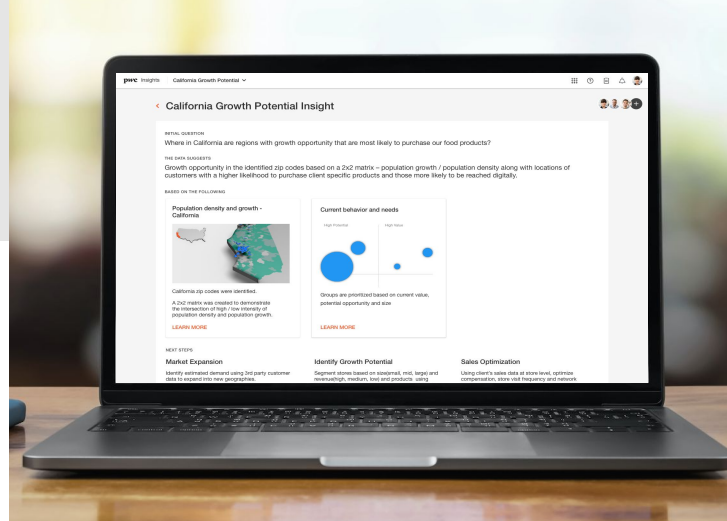 pwc Insights California Growth Potential
California Growth Potential Insight
INITIAL QUESTION
Where in California are regions with growth opportunity that are most likely to purchase our food products?
THE DATA SUGGESTS
Growth opportunity in the identified zip codes based on a 2x2 matrix – population growth / population density along with locations of
customers with a higher likelihood to purchase client specific products and those more likely to be reached digitally.
BASED ON THE FOLLOWING
Population density and growth -
California
California zip codes were identified.
A 2x2 matrix was created to demonstrate
the intersection of high / low intensity of
population density and population growth.
LEARN MORE
Current behavior and needs
High Potential High Value
Groups are prioritized based on current value,
potential opportunity and size
LEARN MORE
NEXT STEPS
Market Expansion
Identify estimated demand using 3rd party customer
data to expand into new geographies.
Identify Growth Potential
Segment stores based on size(small, mid, large) and
revenue(high, medium, low) and products using
Sales Optimization
Using client's sales data at store level, optimize
compensation, store visit frequency and network